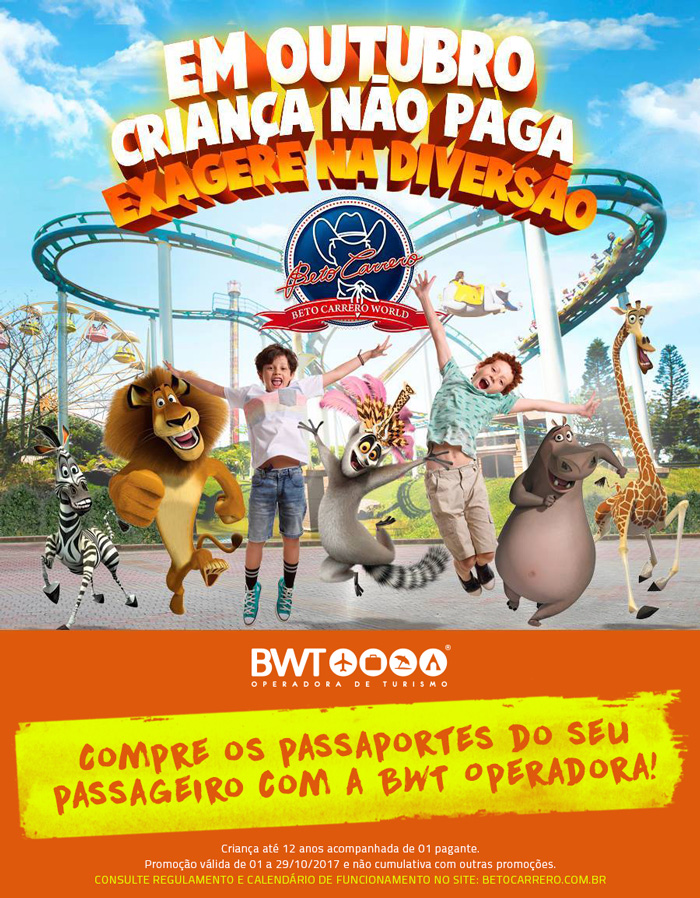 EM OUTUBRO
CRIANÇA NÃO PAGA
EXAGERE NA DIVERSÃO
Beto Carrero
BETO CARRERO WORLD
BWT®
OPERADORA DE TURISMO
COMPRE OS PASSAPORTES DO SEU
PASSAGEIRO COM A BWT OPERADORA!
Criança até 12 anos acompanhada de 01 pagante.
Promoção válida de 01 a 29/10/2017 e não cumulativa com outras promoções.
CONSULTE REGULAMENTO E CALENDÁRIO DE FUNCIONAMENTO NO SITE: BETOCARRERO.COM.BR